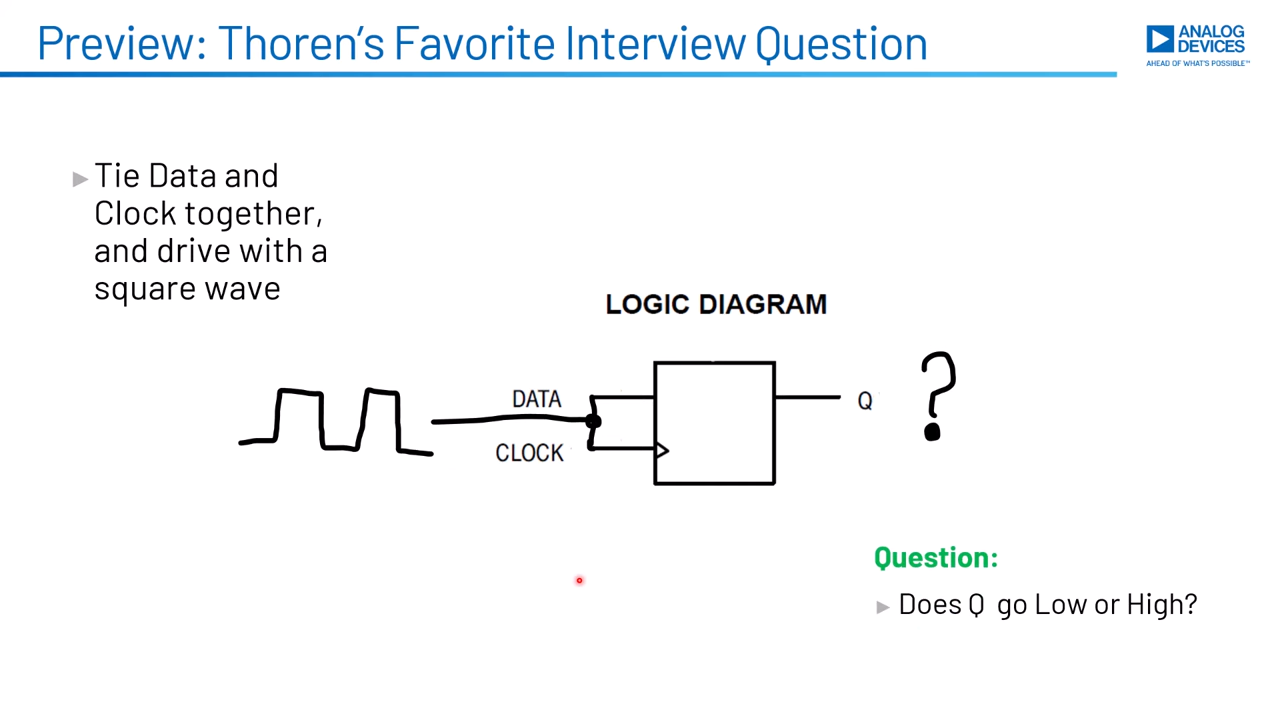 Preview: Thoren's Favorite Interview Question
ANALOG
DEVICES
AHEAD OF WHAT'S POSSIBLE™
Tie Data and
Clock together,
and drive with a
square wave
LOGIC DIAGRAM
DATA
CLOCK
Q
?
Question:
Does Q go Low or High?